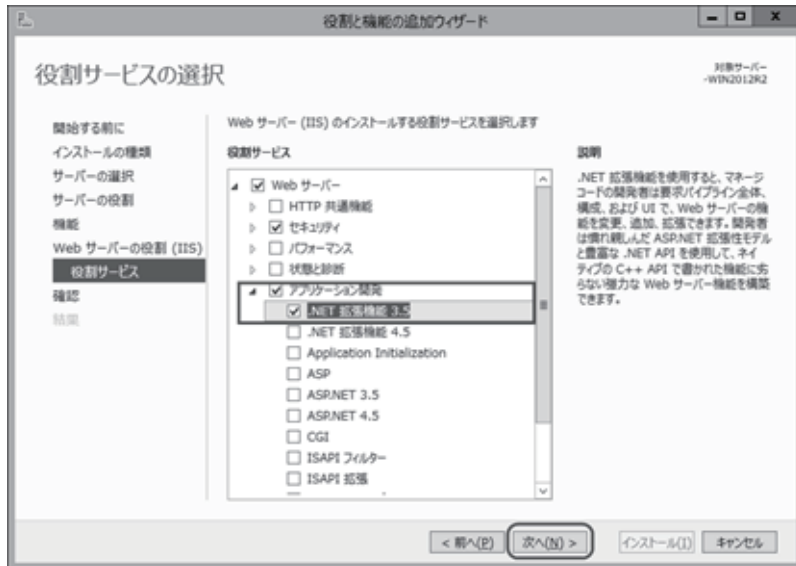 役割と機能の追加ウィザード
役割サービスの選択
対象サーバー
-WIN2012R2
開始する前に
インストールの種類
サーバーの選択
サーバーの役割
機能
Web サーバーの役割 (IIS)
役割サービス
確認
結果
Web サーバー (IIS) のインストールする役割サービスを選択します
役割サービス
Web サーバー
HTTP 共通機能
セキュリティ
パフォーマンス
状態と診断
アプリケーション開発
.NET 拡張機能 3.5
.NET 拡張機能 4.5
Application Initialization
ASP
ASP.NET 3.5
ASP.NET 4.5
CGI
ISAPI フィルター
ISAPI 拡張
説明
.NET 拡張機能を使用すると、マネージ
コードの開発者は要求パイプライン全体、
構成、および UI で、Web サーバーの機
能を変更、追加、拡張できます。開発者
は慣れ親しんだ ASP.NET 拡張性モデル
と豊富な .NET API を使用して、ネイ
ティブの C++ API で書かれた機能に劣
らない強力な Web サーバー機能を構築
できます。
< 前へ(P)
次へ(N) >
インストール(I)
キャンセル